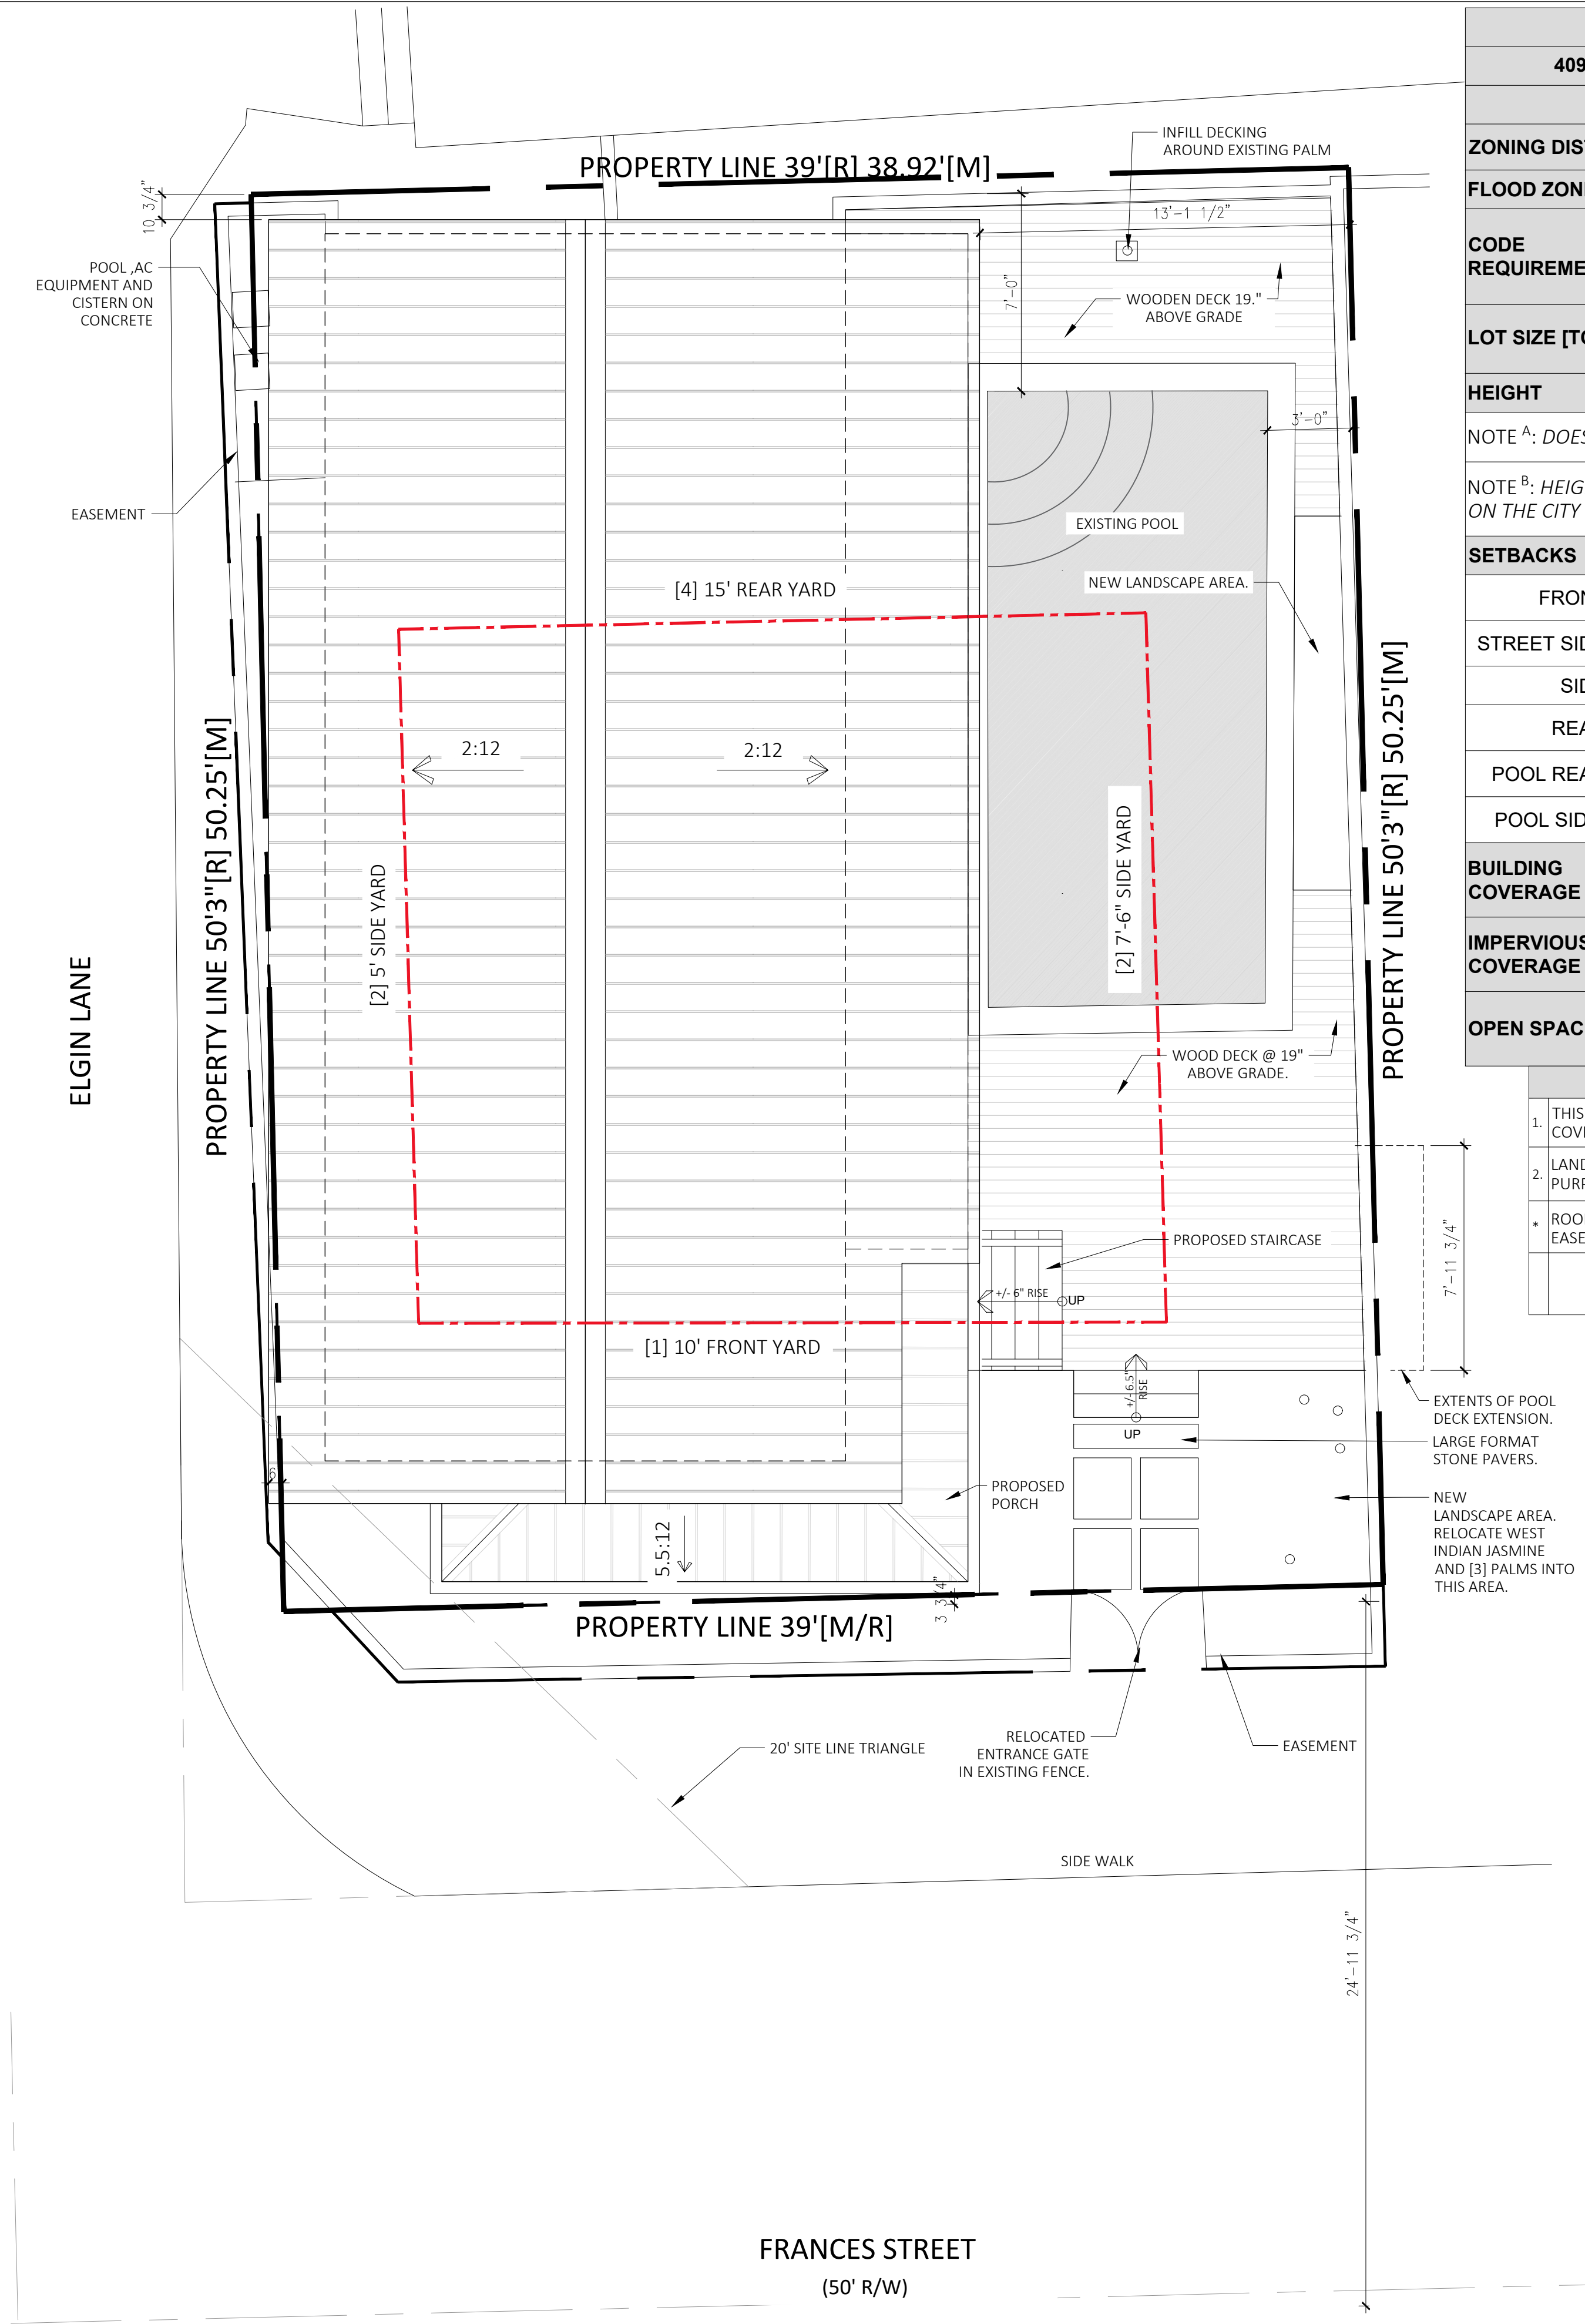 PROPERTY LINE 39'[R] 38.92'[M]
INFILL DECKING
AROUND EXISTING PALM
10 3/4"
13'-1 1/2"
POOL ,AC
EQUIPMENT AND
CISTERN ON
CONCRETE
7'-0"
WOODEN DECK 19."
ABOVE GRADE
3'-0"
EASEMENT
EXISTING POOL
NEW LANDSCAPE AREA.
[4] 15' REAR YARD
2:12
2:12
PROPERTY LINE 50'3"[R] 50.25'[M]
PROPERTY LINE 50'3"[R] 50.25'[M]
[2] 5' SIDE YARD
[2] 7'-6" SIDE YARD
ELGIN LANE
WOOD DECK @ 19"
ABOVE GRADE.
PROPOSED STAIRCASE
+/- 6" RISE
UP
7'-11 3/4"
[1] 10' FRONT YARD
+/- 6.5"
RISE
UP
EXTENTS OF POOL
DECK EXTENSION.
LARGE FORMAT
STONE PAVERS.
PROPOSED
PORCH
NEW
LANDSCAPE AREA.
RELOCATE WEST
INDIAN JASMINE
AND [3] PALMS INTO
THIS AREA.
5.5:12
3 3/4"
PROPERTY LINE 39'[M/R]
20' SITE LINE TRIANGLE
RELOCATED
ENTRANCE GATE
IN EXISTING FENCE.
EASEMENT
SIDE WALK
24'-11 3/4"
FRANCES STREET
(50' R/W)
409
ZONING DIS
FLOOD ZON
CODE
REQUIREME
LOT SIZE [TO
HEIGHT
NOTE A: DOES
NOTE B: HEIG
ON THE CITY
SETBACKS
FRON
STREET SID
SID
REA
POOL REA
POOL SID
BUILDING
COVERAGE
IMPERVIOUS
COVERAGE
OPEN SPAC
1. THIS
COVE
2. LAND
PURP
* ROO
EASE